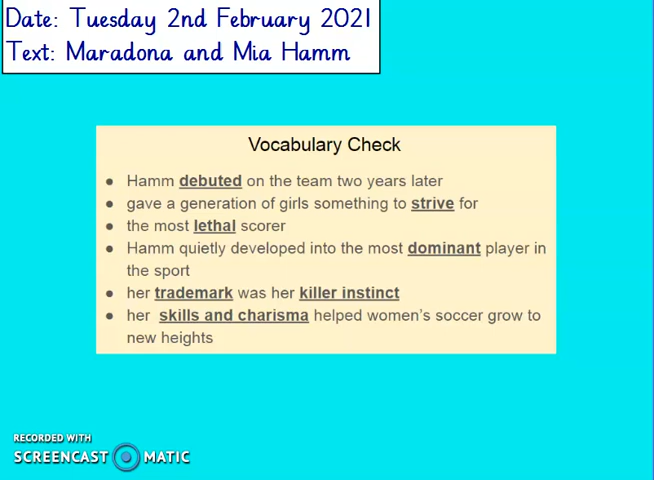 Date: Tuesday 2nd February 2021
Text: Maradona and Mia Hamm
Vocabulary Check
● Hamm debuted on the team two years later
● gave a generation of girls something to strive for
● the most lethal scorer
● Hamm quietly developed into the most dominant player in
the sport
● her trademark was her killer instinct
● her skills and charisma helped women's soccer grow to
new heights
RECORDED WITH
SCREENCAST MATIC